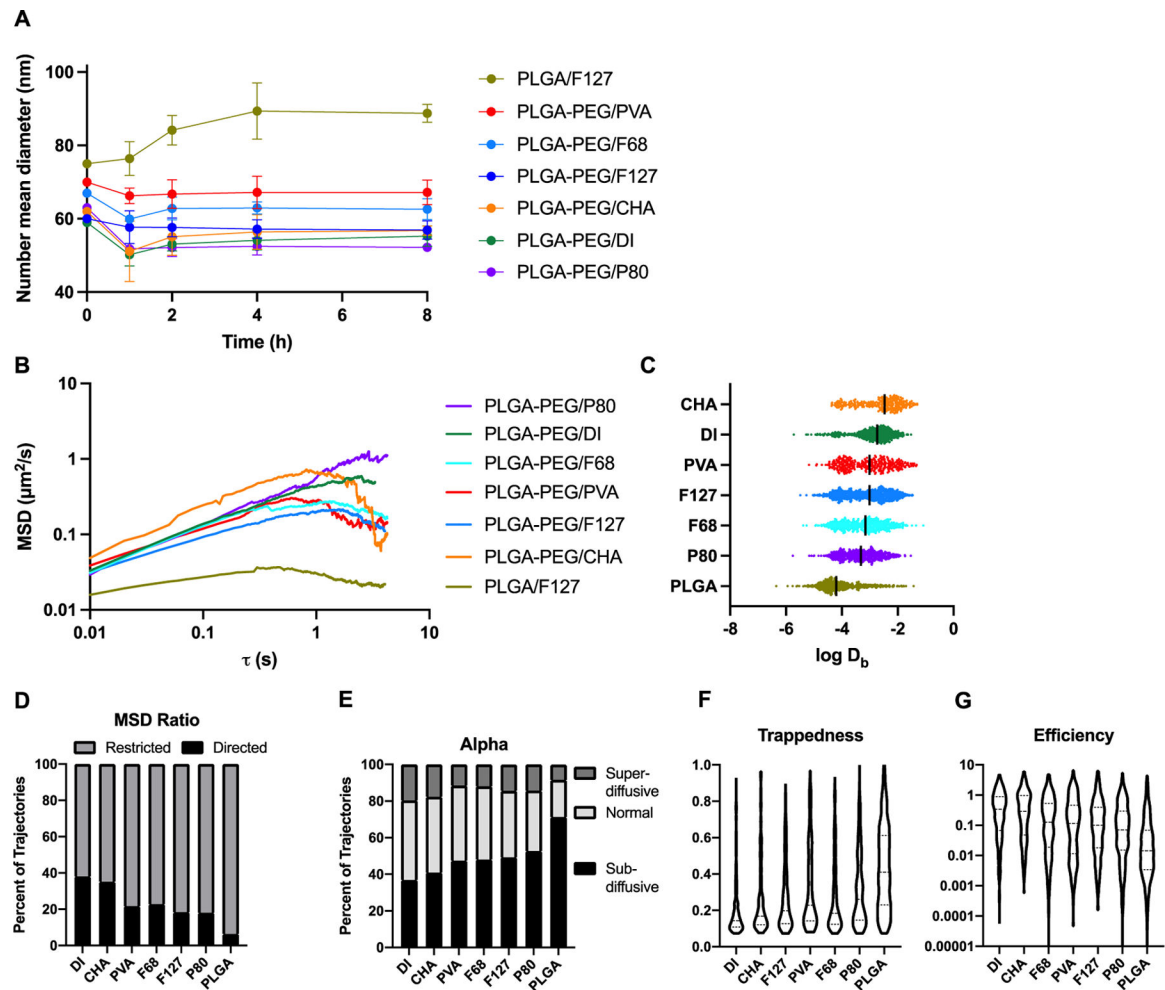 A
Number mean diameter (nm)
100
80
60
40
0
2
4
6
8
Time (h)
PLGA/F127
PLGA-PEG/PVA
PLGA-PEG/F68
PLGA-PEG/F127
PLGA-PEG/CHA
PLGA-PEG/DI
PLGA-PEG/P80
B
MSD (µm²/s)
10
1
0.1
0.01
0.01
0.1
1
10
τ (s)
PLGA-PEG/P80
PLGA-PEG/DI
PLGA-PEG/F68
PLGA-PEG/PVA
PLGA-PEG/F127
PLGA-PEG/CHA
PLGA/F127
C
CHA
DI
PVA
F127
F68
P80
PLGA
-8
-6
-4
-2
0
log D_b
D
MSD Ratio
Restricted
Directed
Percent of Trajectories
100
80
60
40
20
0
DI
CHA
PVA
F68
F127
P80
PLGA
E
Alpha
Percent of Trajectories
100
80
60
40
20
0
DI
CHA
PVA
F68
F127
P80
PLGA
Super-
diffusive
Normal
Sub-
diffusive
F
Trappedness
1.0
0.8
0.6
0.4
0.2
0.0
DI
CHA
F127
PVA
F68
P80
PLGA
G
Efficiency
10
1
0.1
0.01
0.0001
0.0001
0.00001
DI
CHA
F68
PVA
F127
P80
PLGA